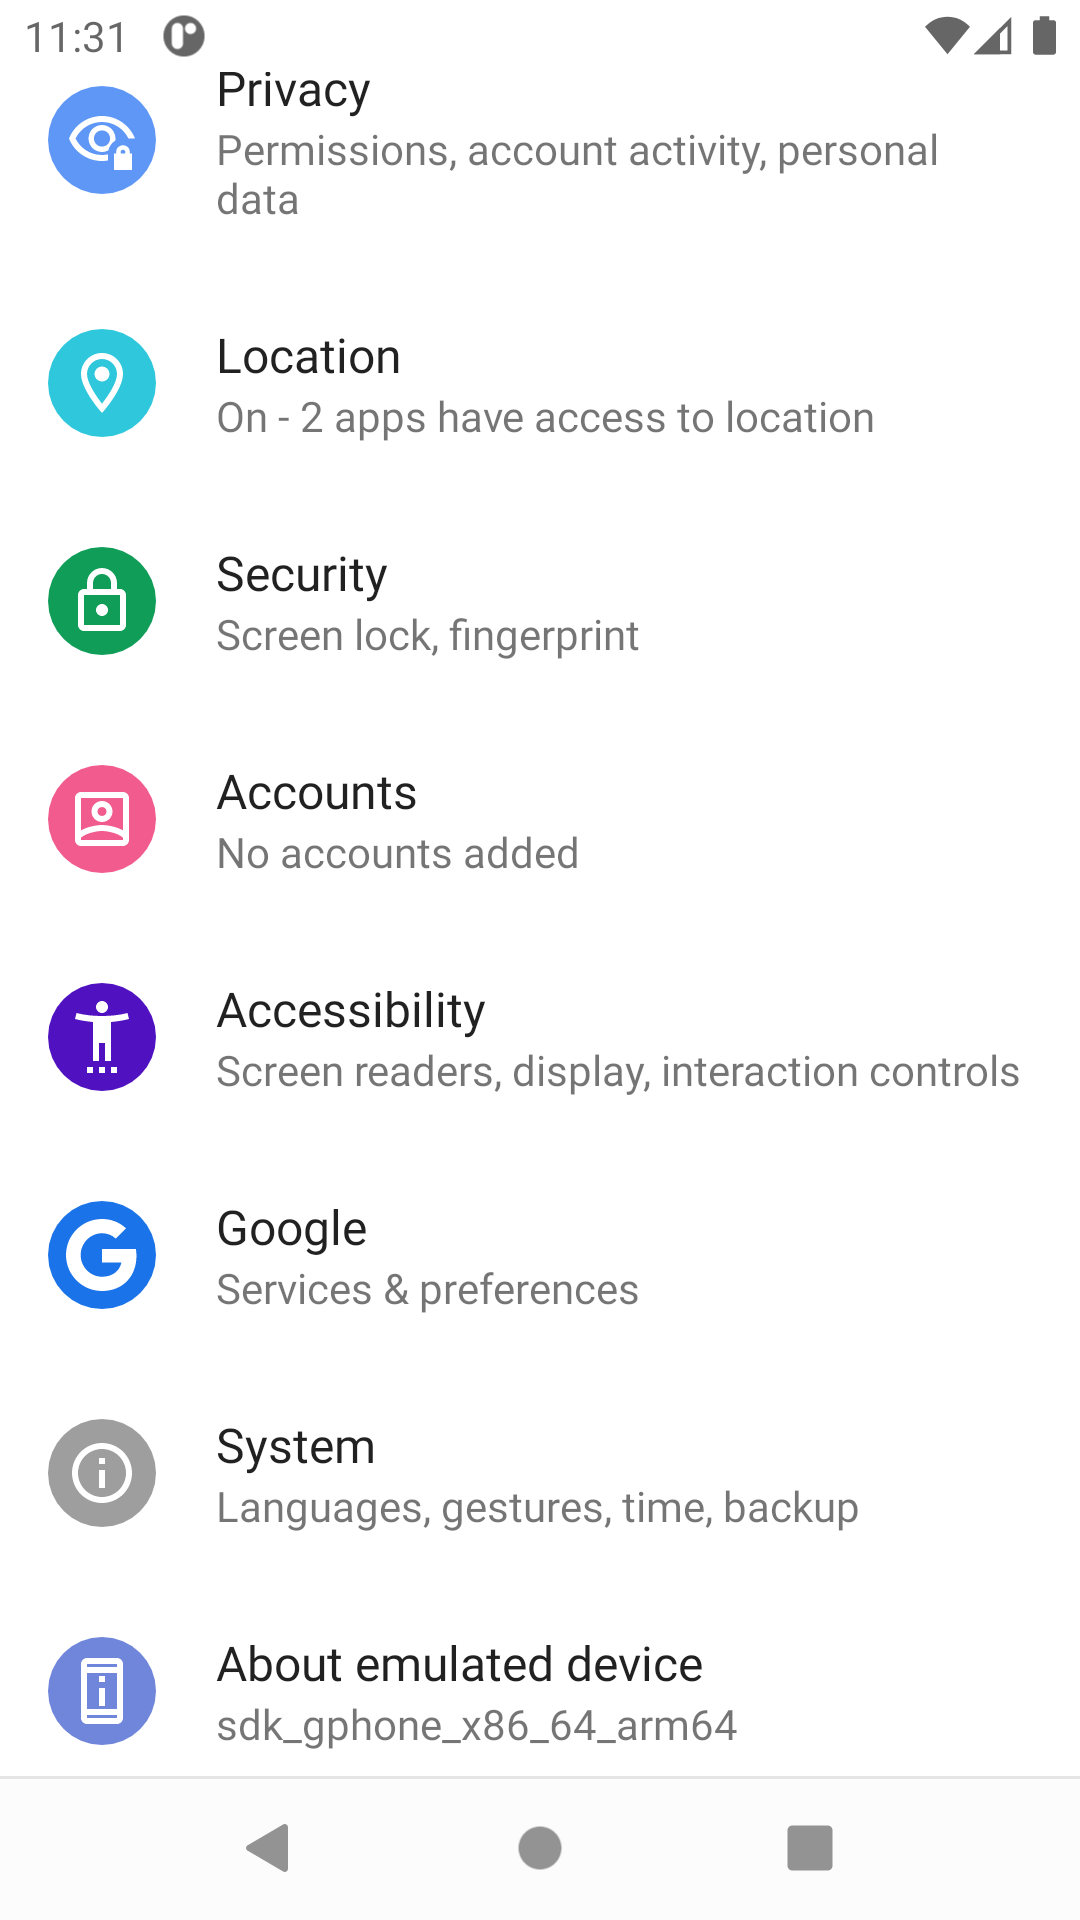 11:31
Privacy
Permissions, account activity, personal
data
Location
On - 2 apps have access to location
Security
Screen lock, fingerprint
Accounts
No accounts added
Accessibility
Screen readers, display, interaction controls
Google
Services & preferences
System
Languages, gestures, time, backup
About emulated device
sdk_gphone_x86_64_arm64